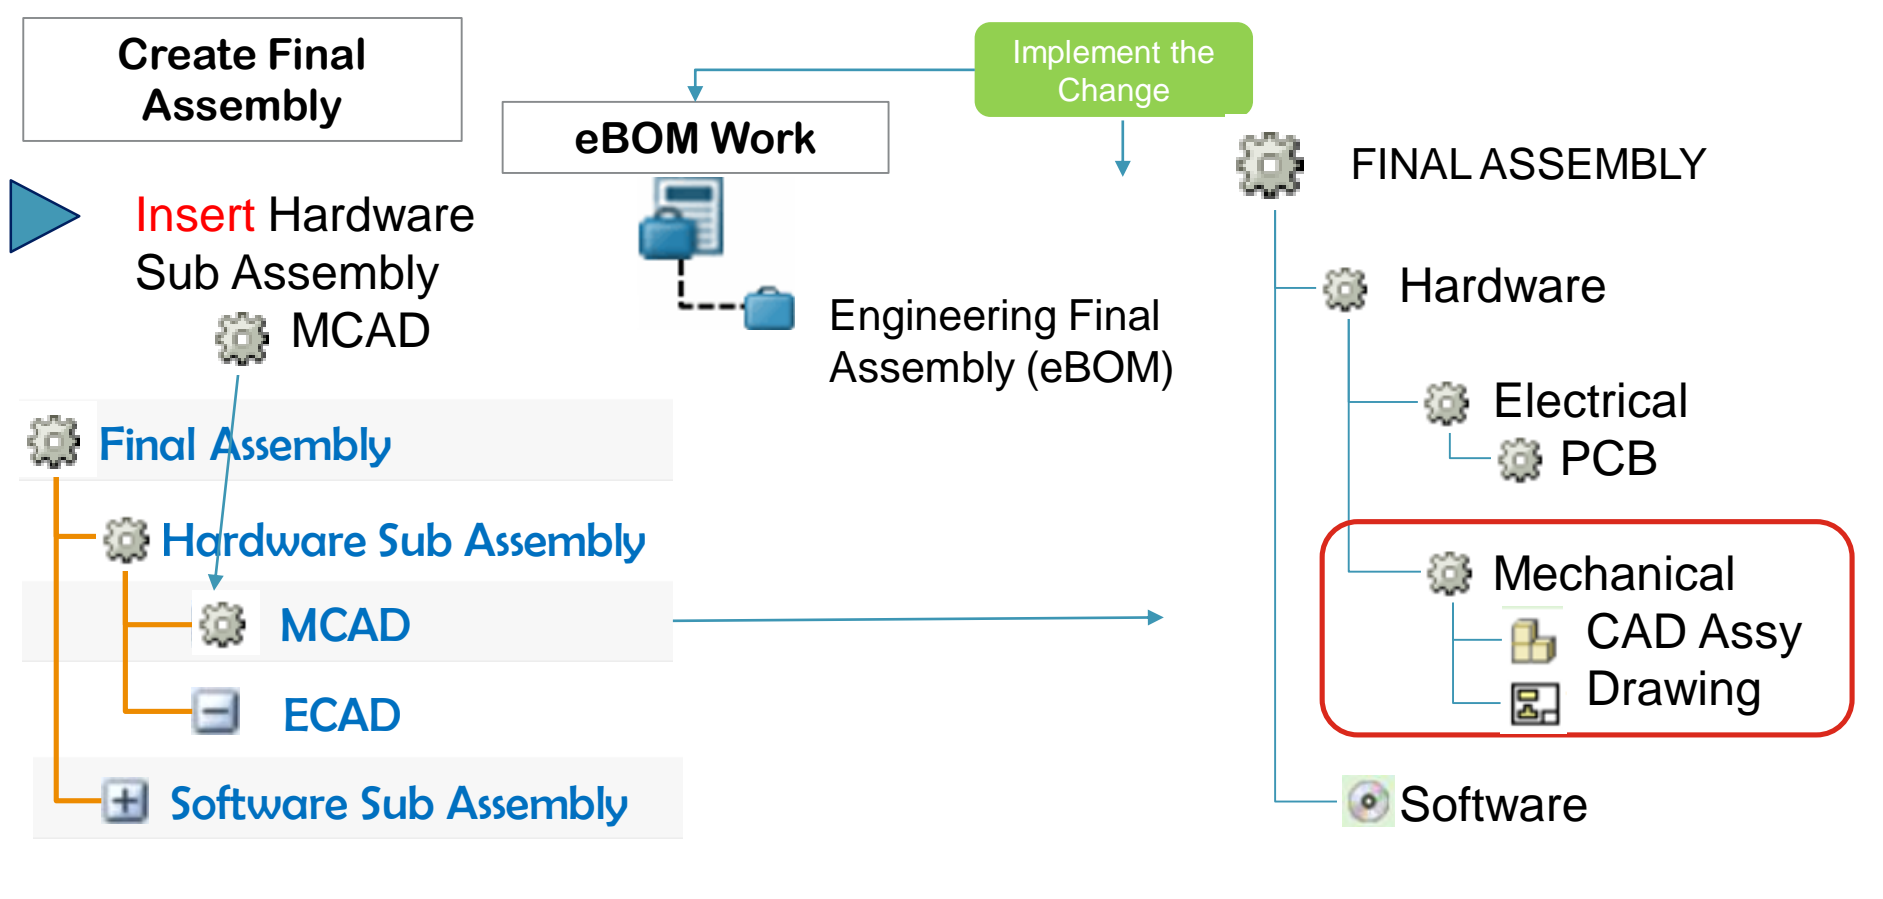 Create Final
Assembly
Implement the
Change
eBOM Work
Insert Hardware
Sub Assembly
MCAD
Engineering Final
Assembly (eBOM)
Final Assembly
Hardware Sub Assembly
MCAD
ECAD
Software Sub Assembly
FINAL ASSEMBLY
Hardware
Electrical
PCB
Mechanical
CAD Assy
Drawing
Software